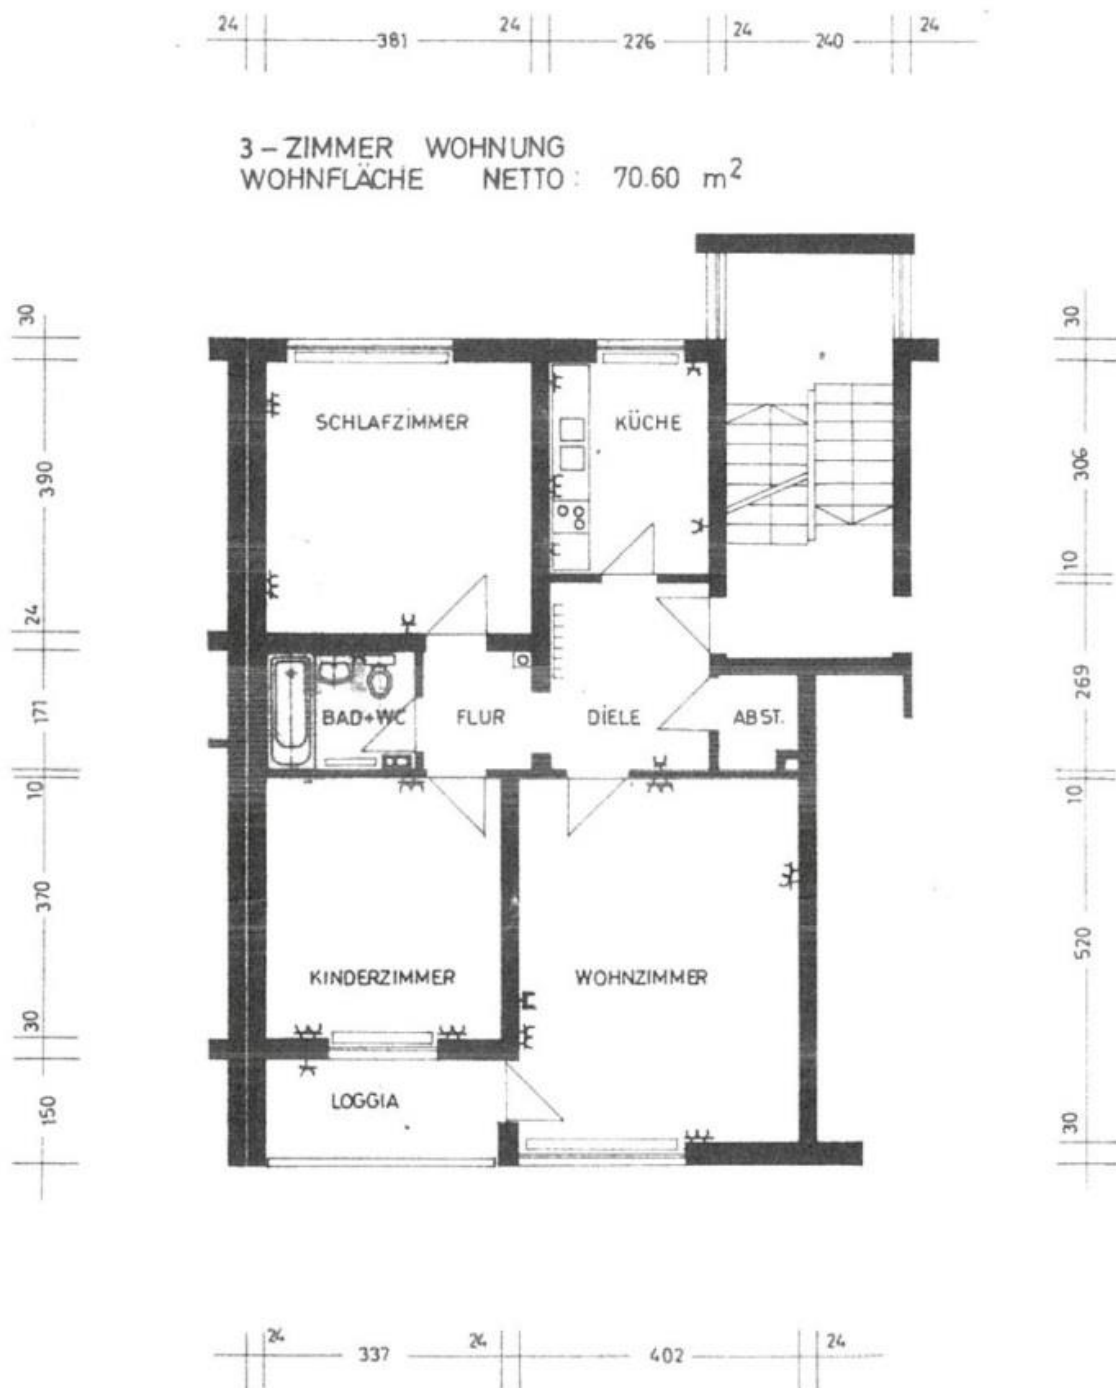 24 381 24 226 24 240 24
3-ZIMMER WOHNUNG
WOHNFLÄCHE NETTO: 70.60 m²
30
30
SCHLAFZIMMER
KÜCHE
390
306
10
24
171
BAD+WC
FLUR
DIELE
ABST.
269
10
10
370
KINDERZIMMER
WOHNZIMMER
520
30
150
LOGGIA
30
24 337 24 402 24